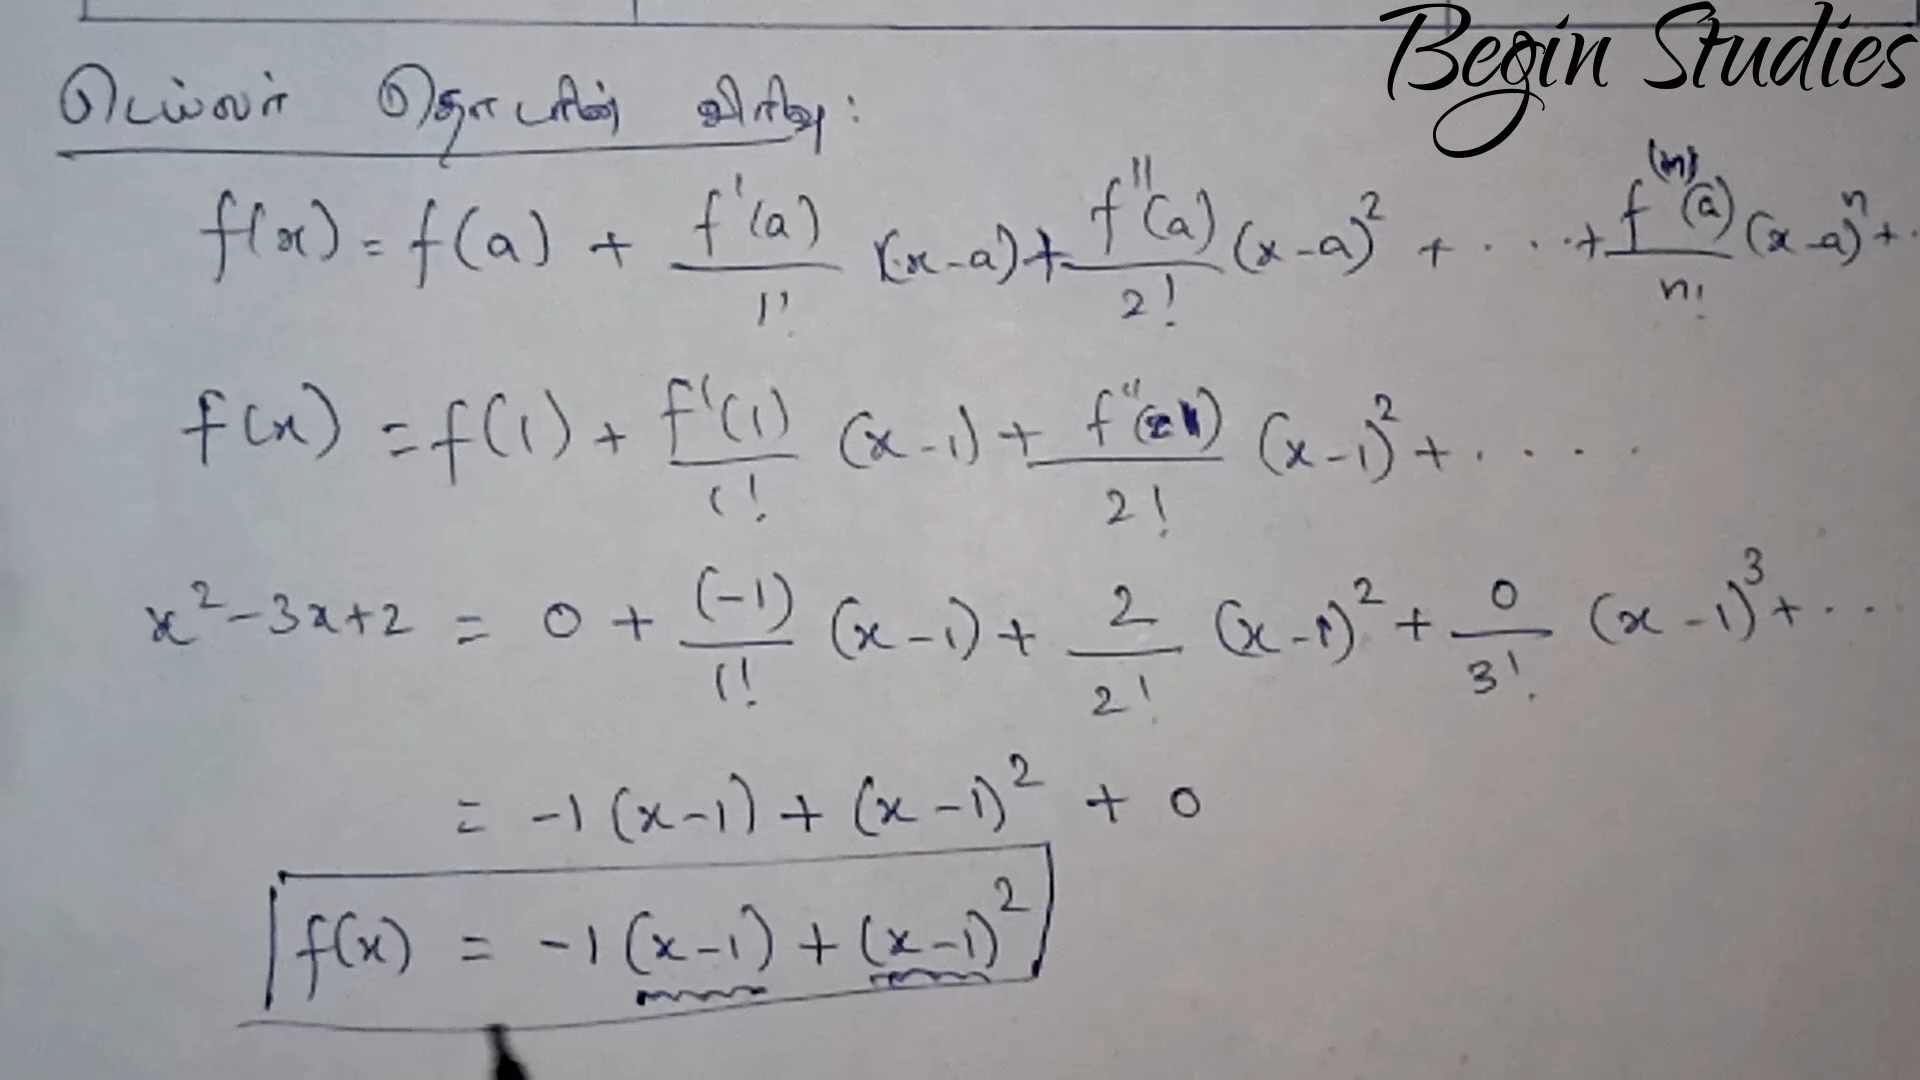 Begin Studies
டெய்லர் தொடரின் விரிவு:
f(x) = f(a) + f'(a)/1! (x-a) + f''(a)/2! (x-a)² + ... + f⁽ⁿ⁾(a)/n! (x-a)ⁿ + ..
f(x) = f(1) + f'(1)/1! (x-1) + f''(1)/2! (x-1)² + ....
x²-3x+2 = 0 + (-1)/1! (x-1) + 2/2! (x-1)² + 0/3! (x-1)³ + ...
= -1(x-1) + (x-1)² + 0
f(x) = -1(x-1) + (x-1)²